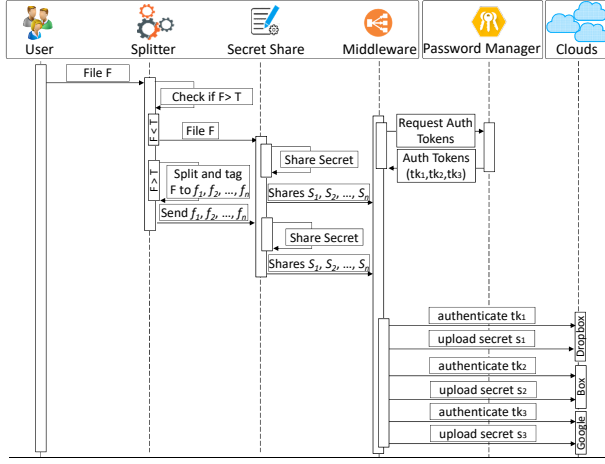 User
Splitter
Secret Share
Middleware
Password Manager
Clouds
File F
Check if F> T
F < T
File F
Request Auth
Tokens
Share Secret
Auth Tokens
(tk1,tk2,tk3)
F > T
Split and tag
F to f1, f2, ..., fn
Shares S1, S2, ..., Sn
Send f1, f2, ..., fn
Share Secret
Shares S1, S2, ..., Sn
authenticate tk1
upload secret s1
Dropbox
authenticate tk2
upload secret s2
Box
authenticate tk3
upload secret s3
Google